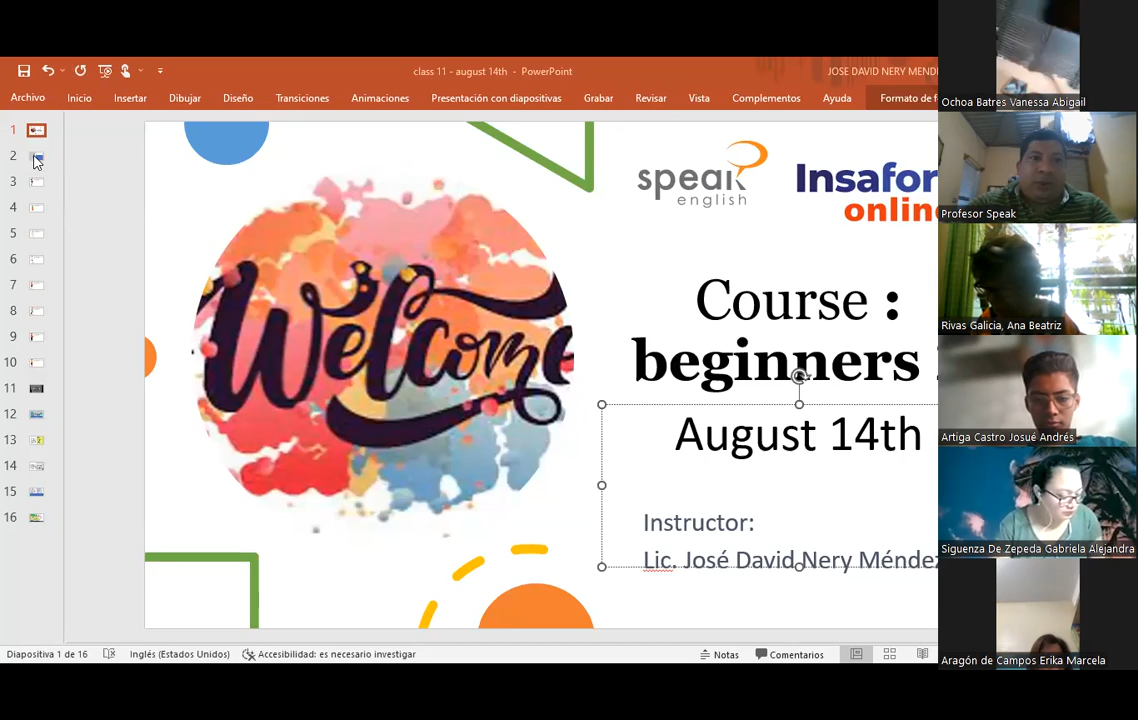 class 11 - august 14th - PowerPoint
JOSE DAVID NERY MÉND
Archivo Inicio Insertar Dibujar Diseño Transiciones Animaciones Presentación con diapositivas Grabar Revisar Vista Complementos Ayuda Formato de f
1
2
3
4
5
6
7
8
9
10
11
12
13
14
15
16
Welcome
speak
english
Insafor
online
Course :
beginners
August 14th
Instructor:
Lic. José David Nery Méndez
Diapositiva 1 de 16 Inglés (Estados Unidos) Accesibilidad: es necesario investigar Notas Comentarios
Ochoa Batres Vanessa Abigail
Profesor Speak
Rivas Galicia, Ana Beatriz
Artiga Castro Josué Andrés
Siguenza De Zepeda Gabriela Alejandra
Aragón de Campos Erika Marcela